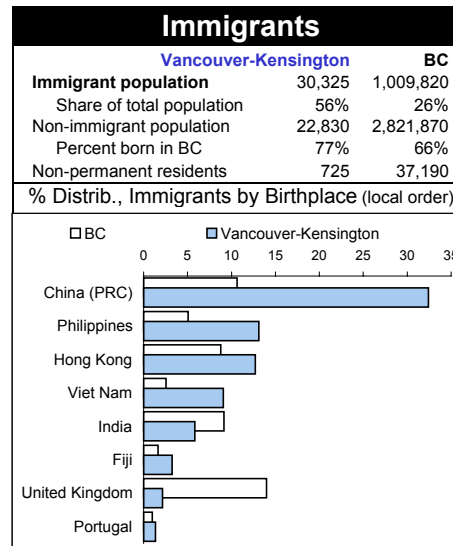 Immigrants
Vancouver-Kensington BC
Immigrant population 30,325 1,009,820
Share of total population 56% 26%
Non-immigrant population 22,830 2,821,870
Percent born in BC 77% 66%
Non-permanent residents 725 37,190
% Distrib., Immigrants by Birthplace (local order)
BC Vancouver-Kensington
0 5 10 15 20 25 30 35
China (PRC)
Philippines
Hong Kong
Viet Nam
India
Fiji
United Kingdom
Portugal